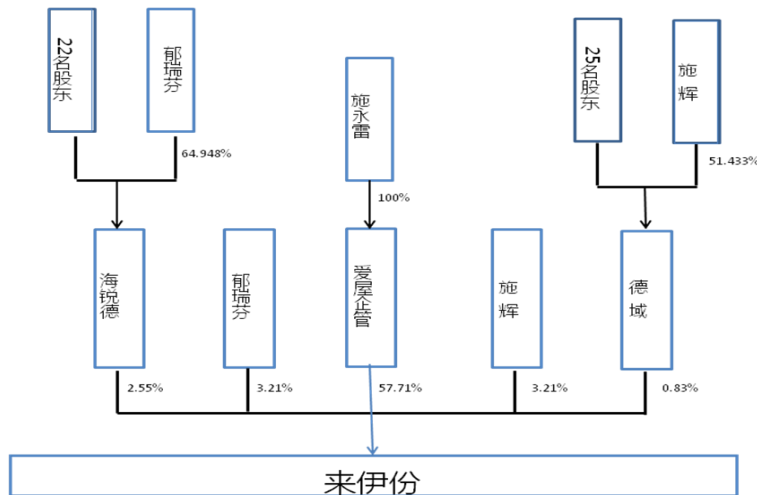 22名股东
郁瑞芬
施永雷
25名股东
施辉
64.948%
51.433%
100%
海锐德
郁瑞芬
爱屋企管
施辉
德域
2.55%
3.21%
57.71%
3.21%
0.83%
来伊份